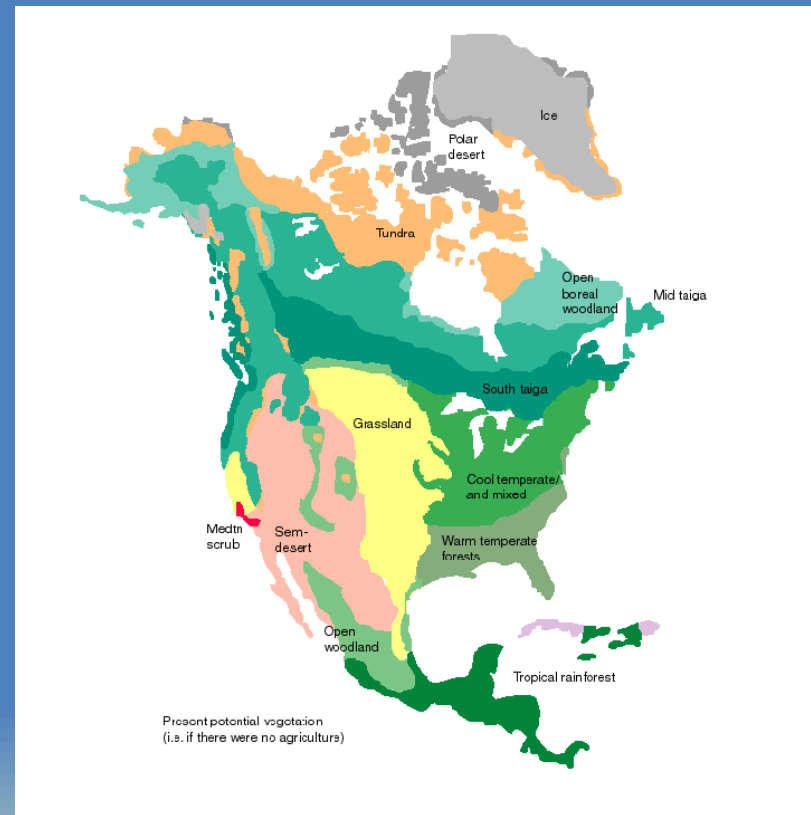 Ice
Polar
desert
Tundra
Open
boreal
woodland
Mid taiga
South taiga
Grassland
Cool temperate/
and mixed
Medtn
scrub
Sem-
desert
Warm temperate
forests
Open
woodland
Tropical rainforest
Present potential vegetation
(i.e. if there were no agriculture)